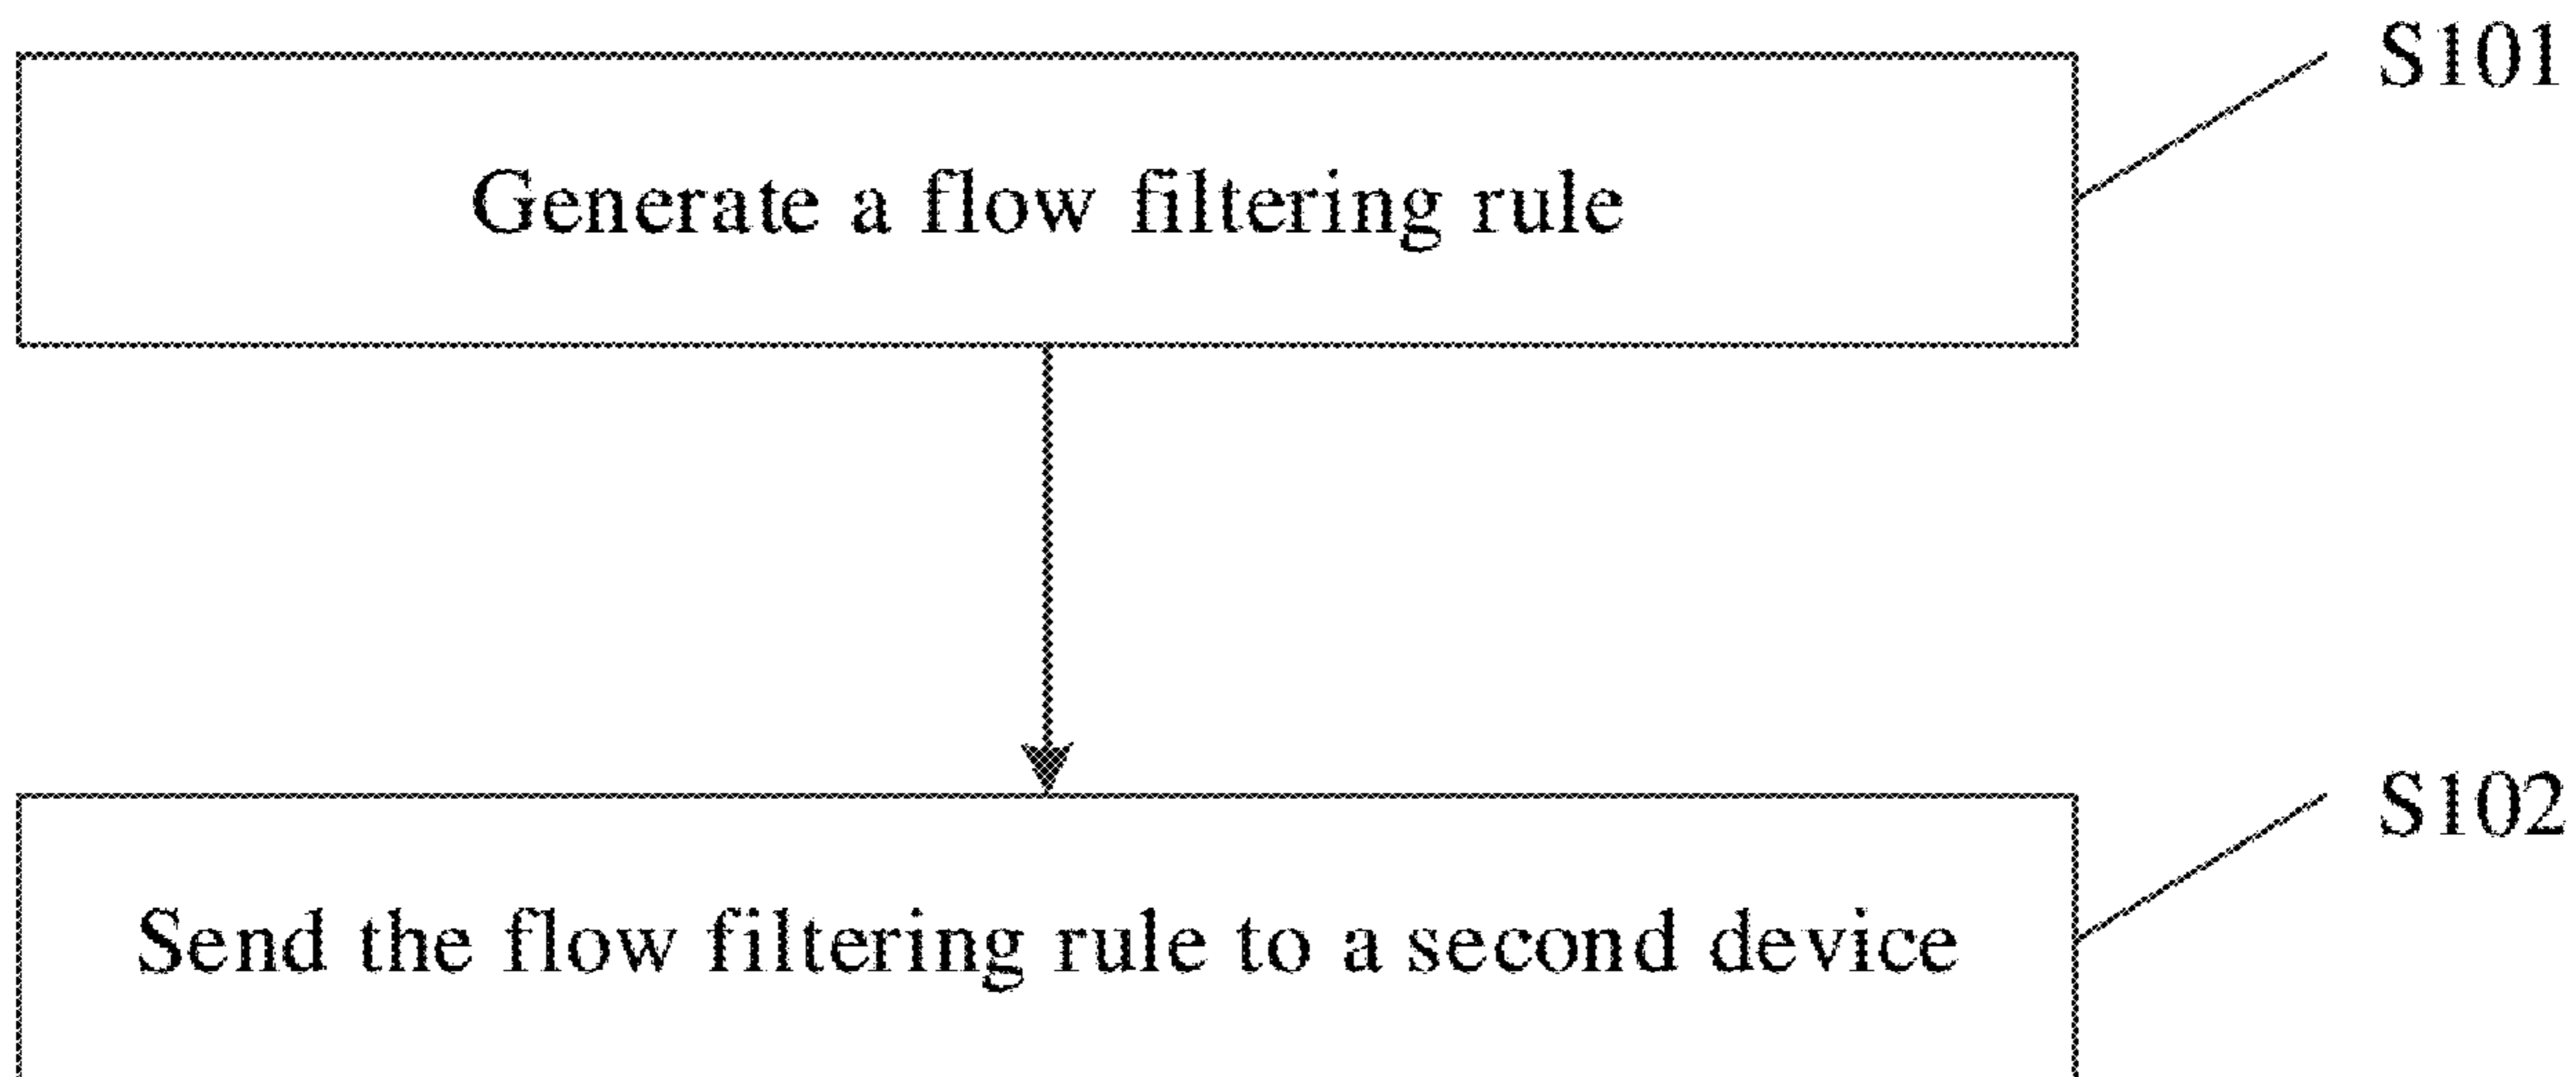 S101
Generate a flow filtering rule
S102
Send the flow filtering rule to a second device